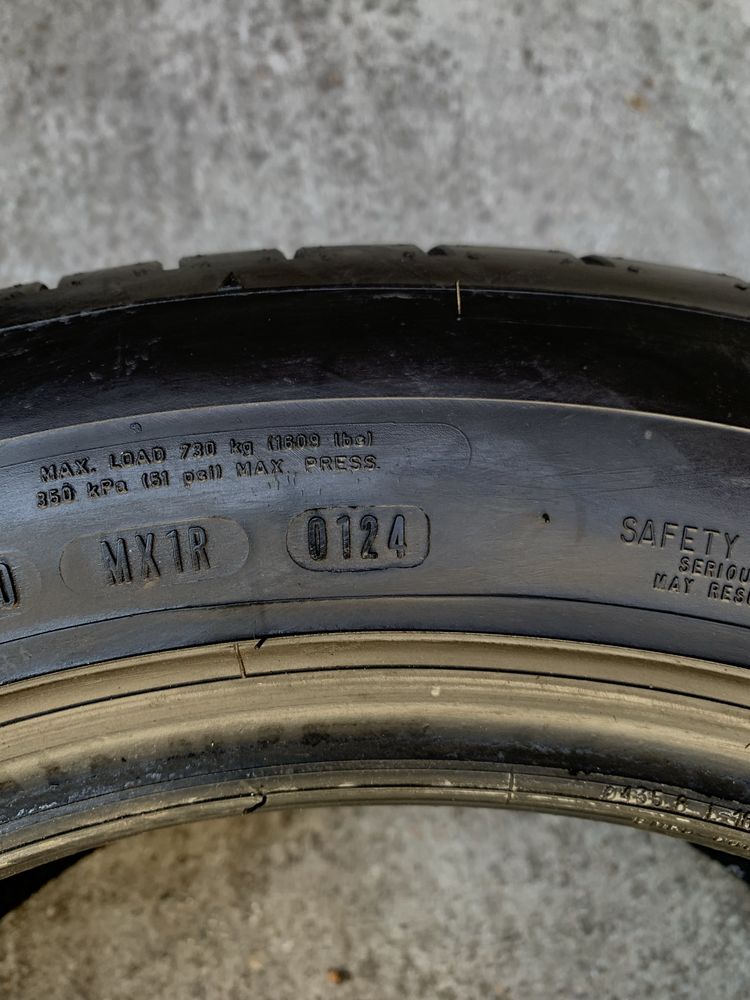 MAX. LOAD 730 kg (1609 lbs)
350 kPa (51 psi) MAX. PRESS.
MX1R
0124
SAFETY